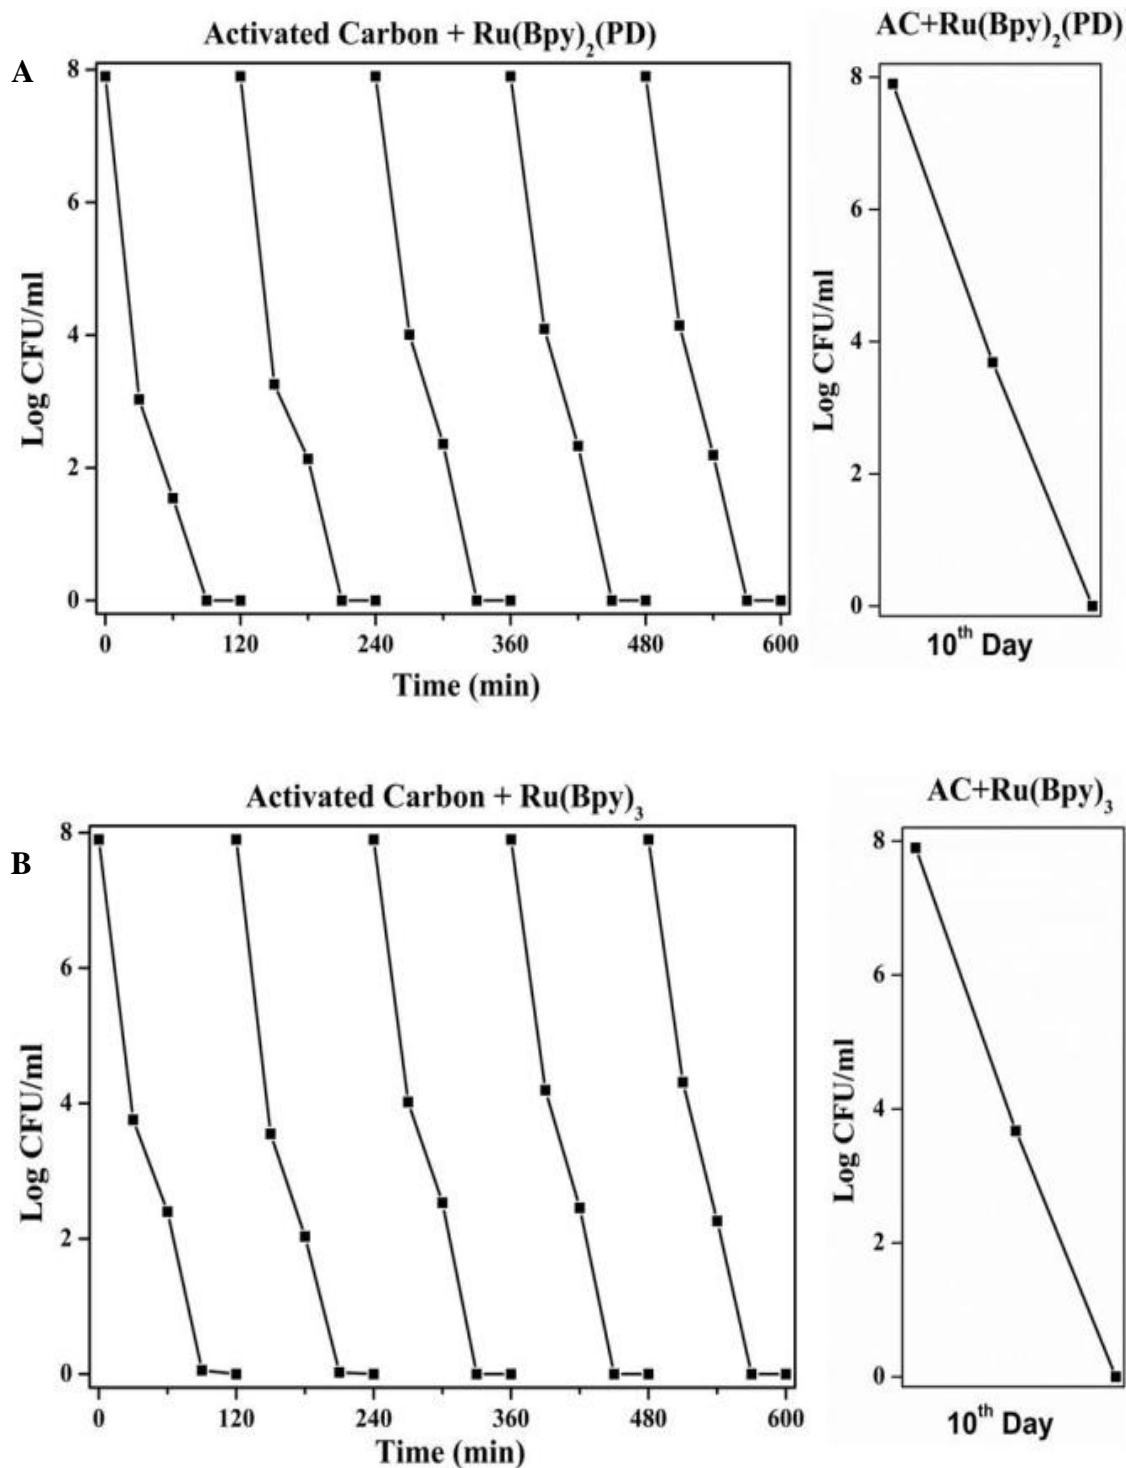 A
Activated Carbon + Ru(Bpy)2(PD)
Log CFU/ml
8
6
4
2
0
0 120 240 360 480 600
Time (min)
AC+Ru(Bpy)2(PD)
Log CFU/ml
8
6
4
2
0
10th Day
B
Activated Carbon + Ru(Bpy)3
Log CFU/ml
8
6
4
2
0
0 120 240 360 480 600
Time (min)
AC+Ru(Bpy)3
Log CFU/ml
8
6
4
2
0
10th Day